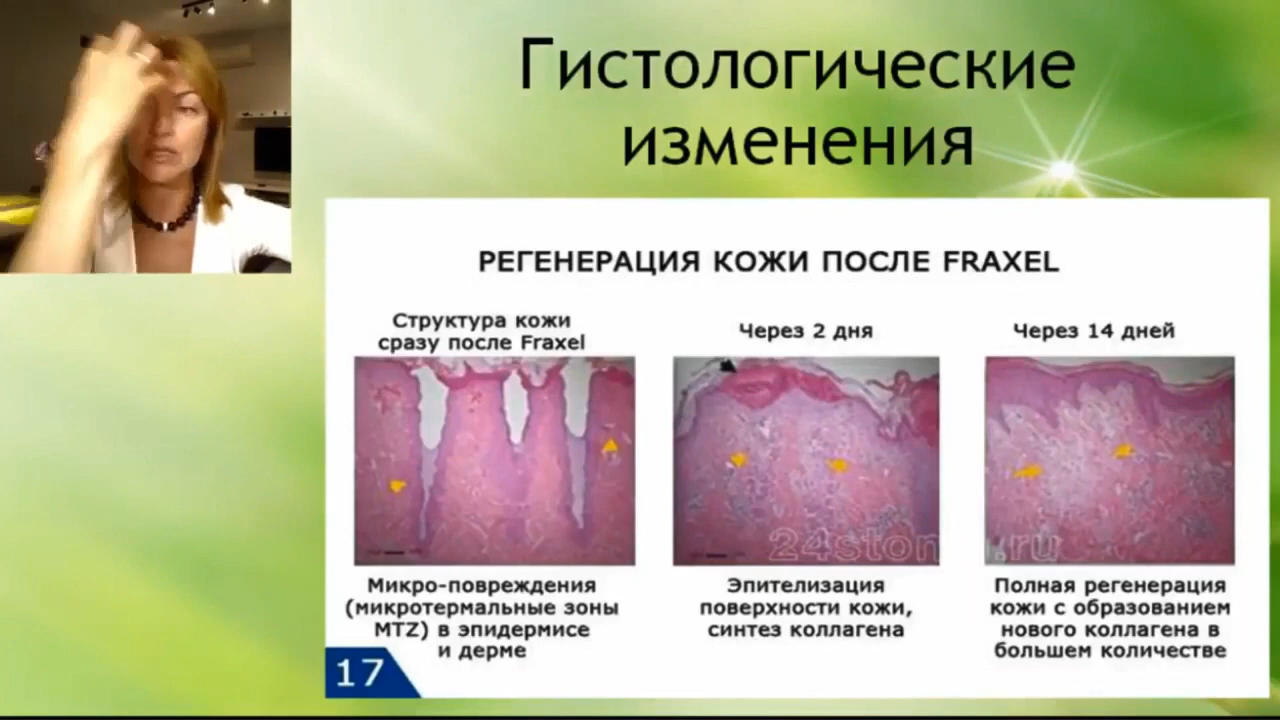 Гистологические
изменения
РЕГЕНЕРАЦИЯ КОЖИ ПОСЛЕ FRAXEL
Структура кожи
сразу после Fraxel
Через 2 дня
Через 14 дней
24stom.ru
Микро-повреждения
(микротермальные зоны
MTZ) в эпидермисе
и дерме
Эпителизация
поверхности кожи,
синтез коллагена
Полная регенерация
кожи с образованием
нового коллагена в
большем количестве
17